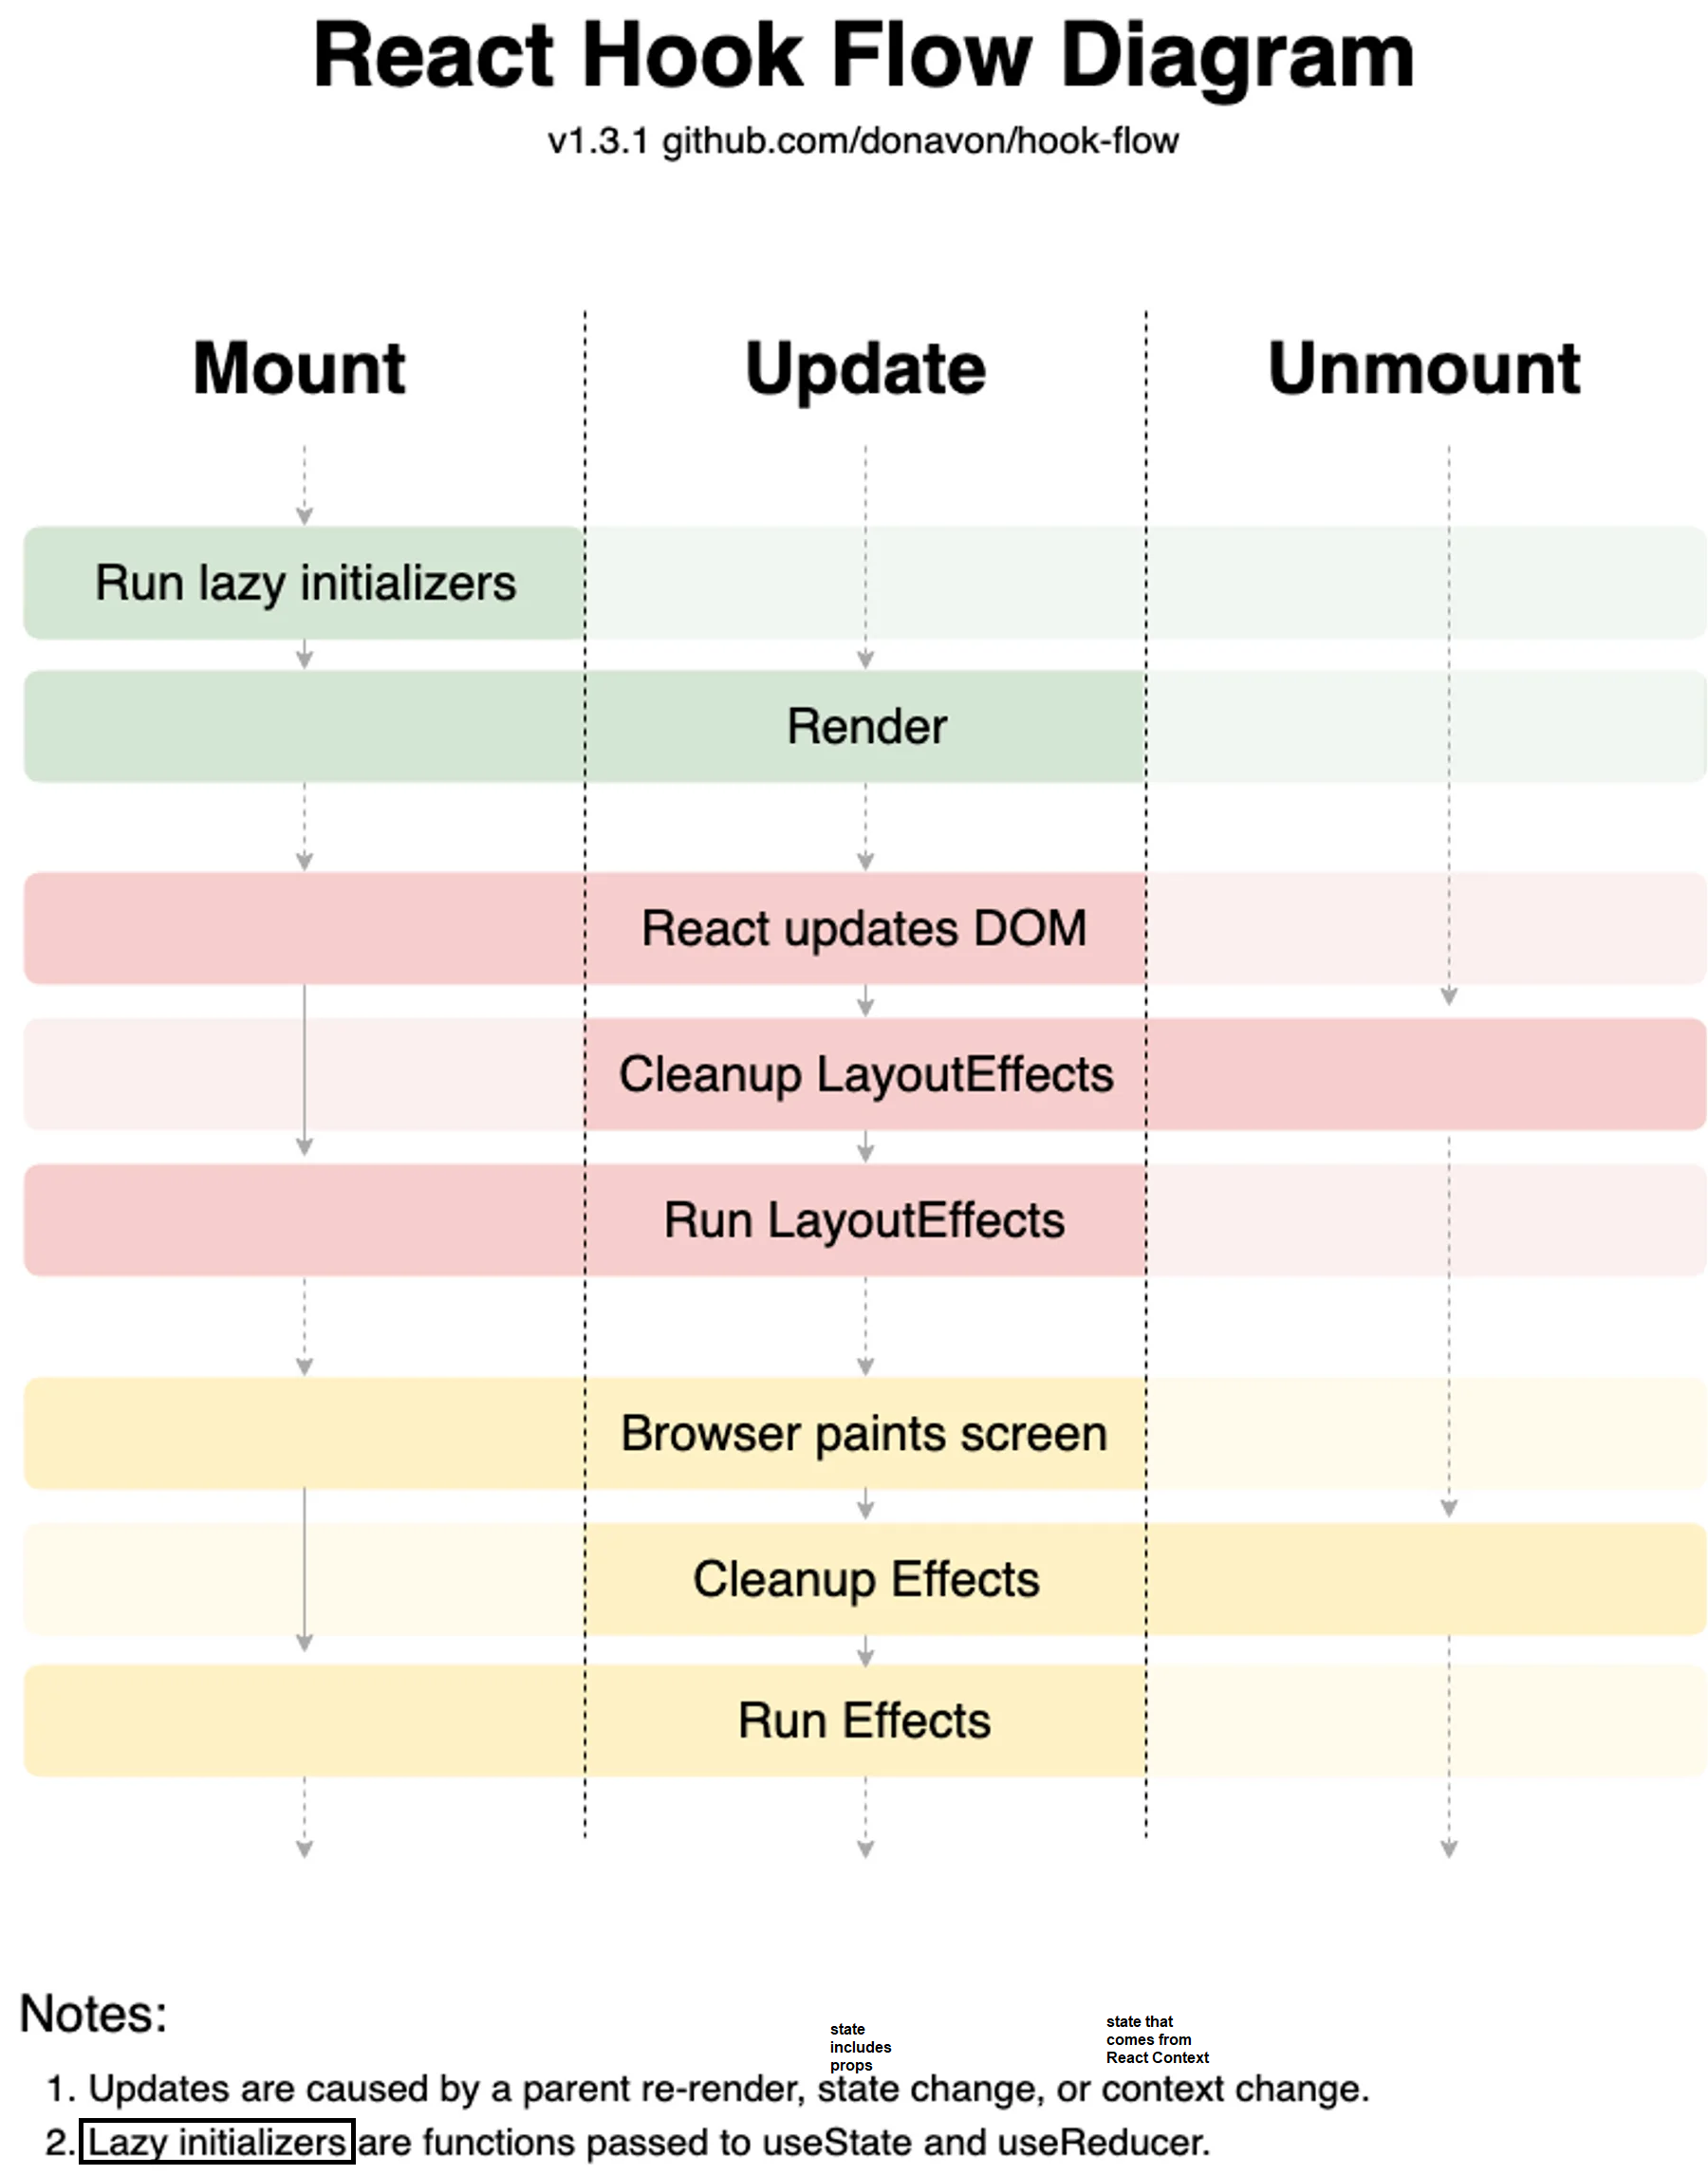 React Hook Flow Diagram
v1.3.1 github.com/donavon/hook-flow
Mount
Update
Unmount
Run lazy initializers
Render
React updates DOM
Cleanup LayoutEffects
Run LayoutEffects
Browser paints screen
Cleanup Effects
Run Effects
Notes:
state
includes
props
state that
comes from
React Context
1. Updates are caused by a parent re-render, state change, or context change.
2. Lazy initializers are functions passed to useState and useReducer.